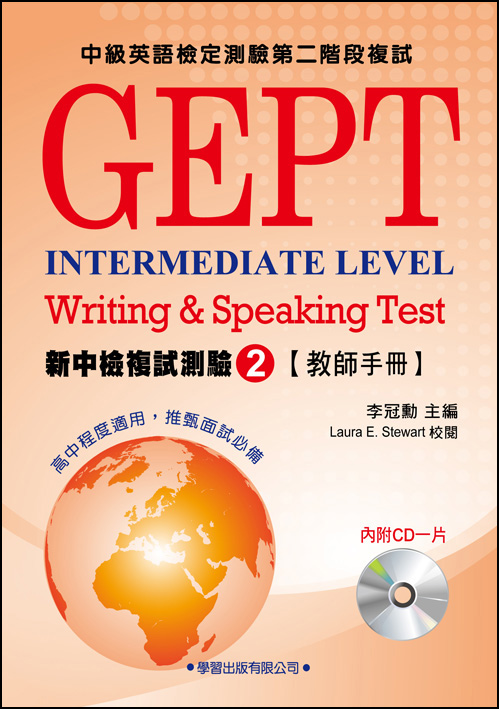 中級英語檢定測驗第二階段複試
GEPT
INTERMEDIATE LEVEL
Writing & Speaking Test
新中檢複試測驗2【教師手冊】
李冠勳 主編
Laura E. Stewart 校閱
高中程度適用，推甄面試必備
內附CD一片
•學習出版有限公司•